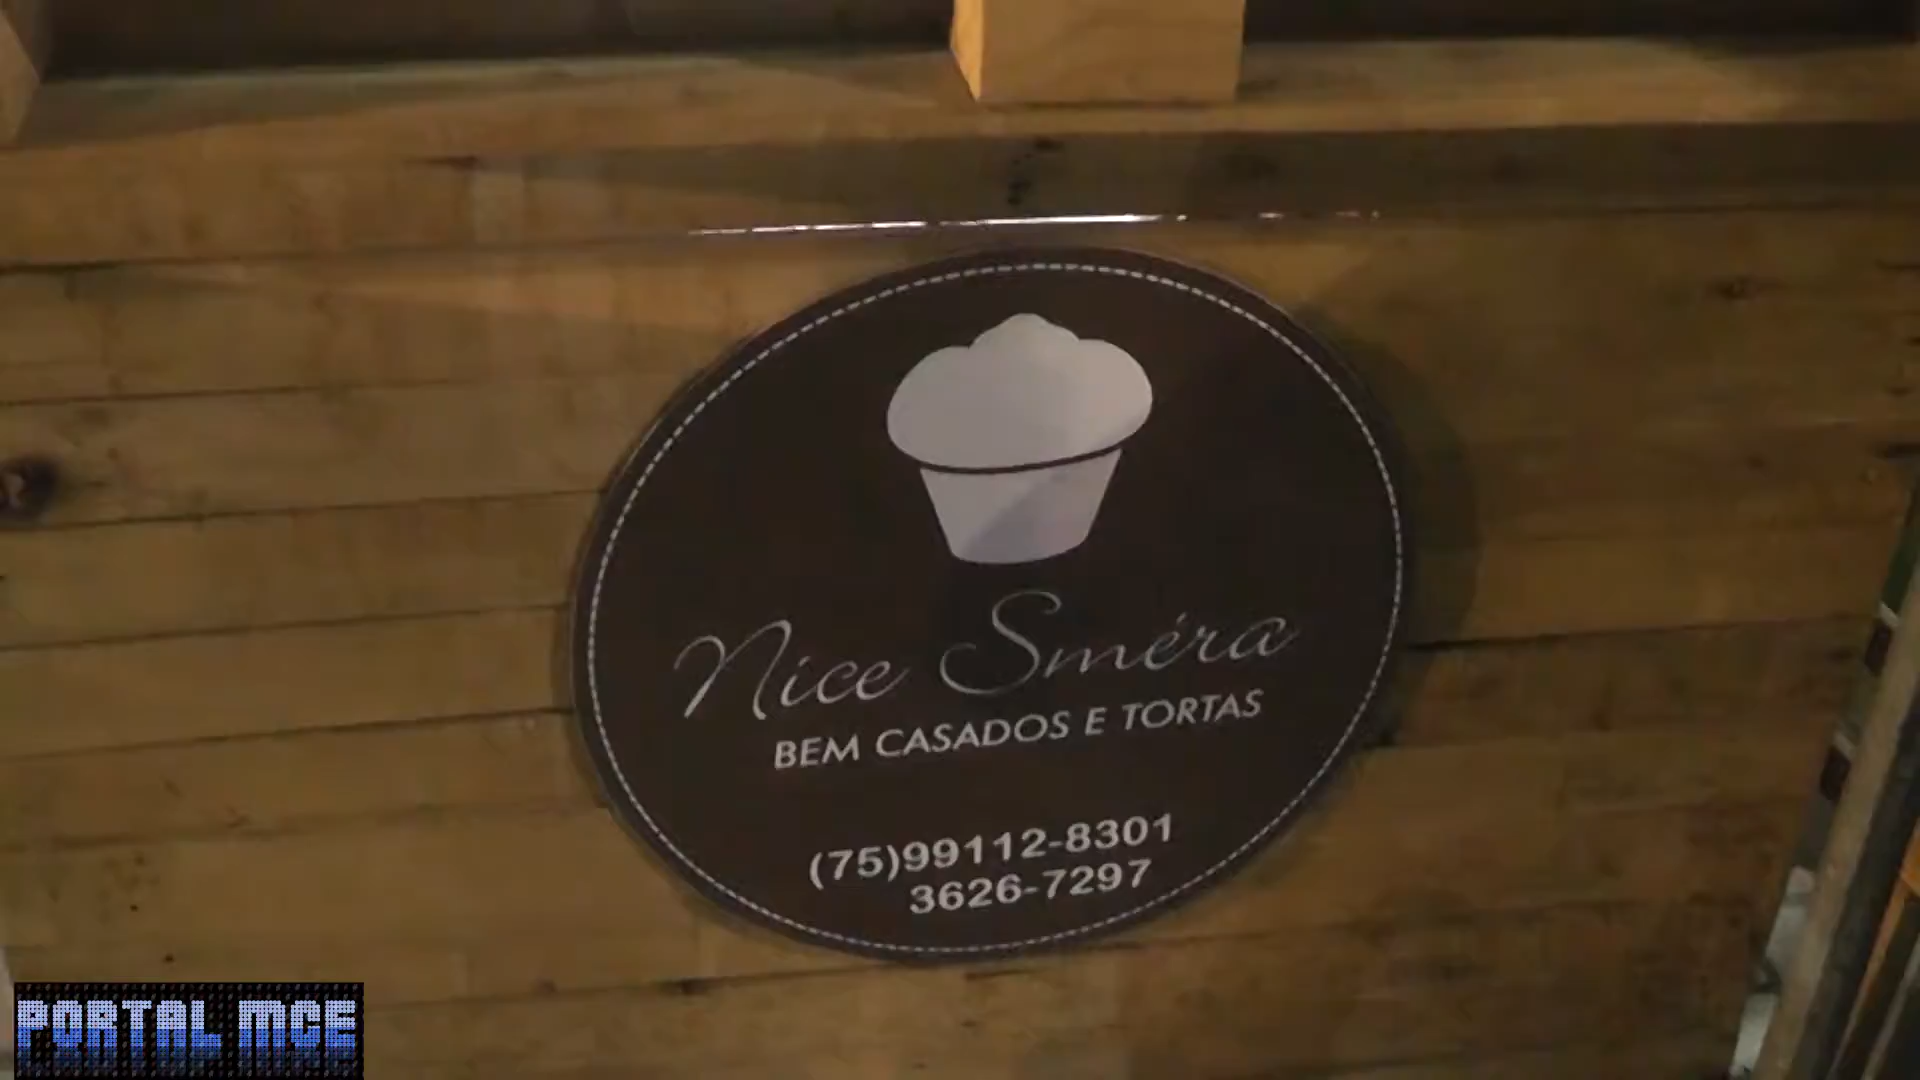 Nice Sméra
BEM CASADOS E TORTAS
(75)99112-8301
3626-7297
PORTAL MCE